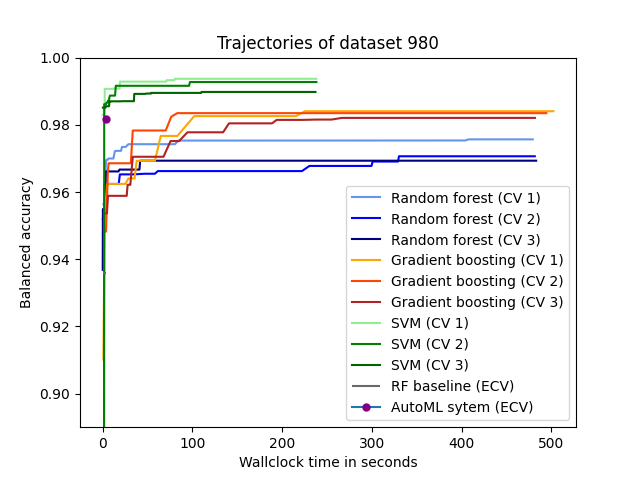 Trajectories of dataset 980
1.00
0.98
0.96
0.94
0.92
0.90
Balanced accuracy
0
100
200
300
400
500
Wallclock time in seconds
Random forest (CV 1)
Random forest (CV 2)
Random forest (CV 3)
Gradient boosting (CV 1)
Gradient boosting (CV 2)
Gradient boosting (CV 3)
SVM (CV 1)
SVM (CV 2)
SVM (CV 3)
RF baseline (ECV)
AutoML sytem (ECV)